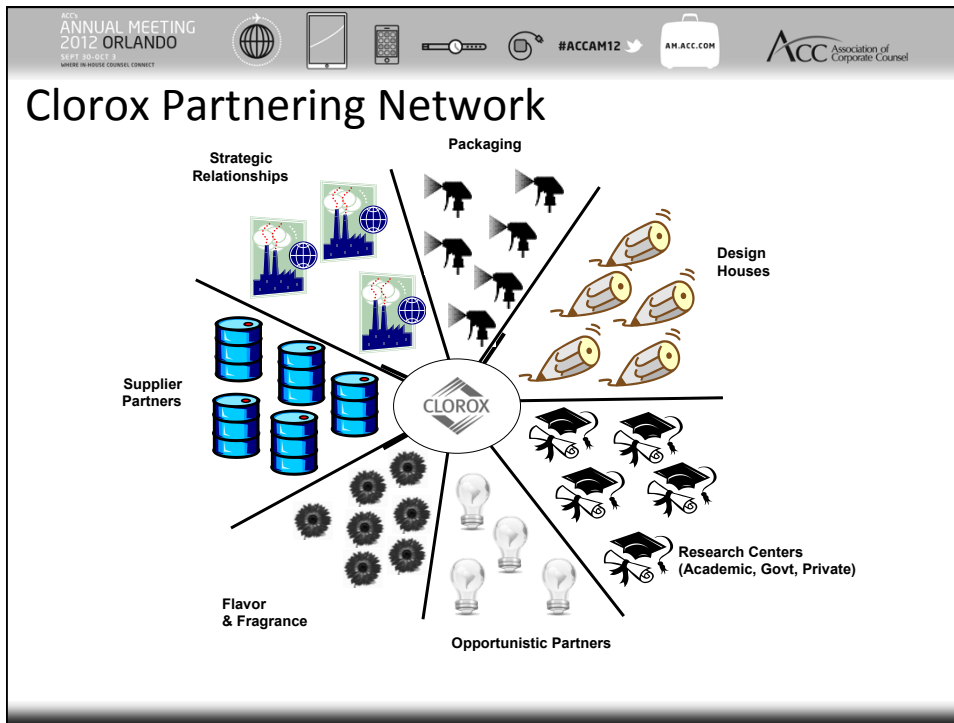 ACC's
ANNUAL MEETING
2012 ORLANDO
SEPT 30-OCT 3
WHERE IN-HOUSE COUNSEL CONNECT
#ACCAM12
AM.ACC.COM
ACC Association of
Corporate Counsel
Clorox Partnering Network
Packaging
Strategic
Relationships
Design
Houses
Supplier
Partners
CLOROX
Research Centers
(Academic, Govt, Private)
Flavor
& Fragrance
Opportunistic Partners